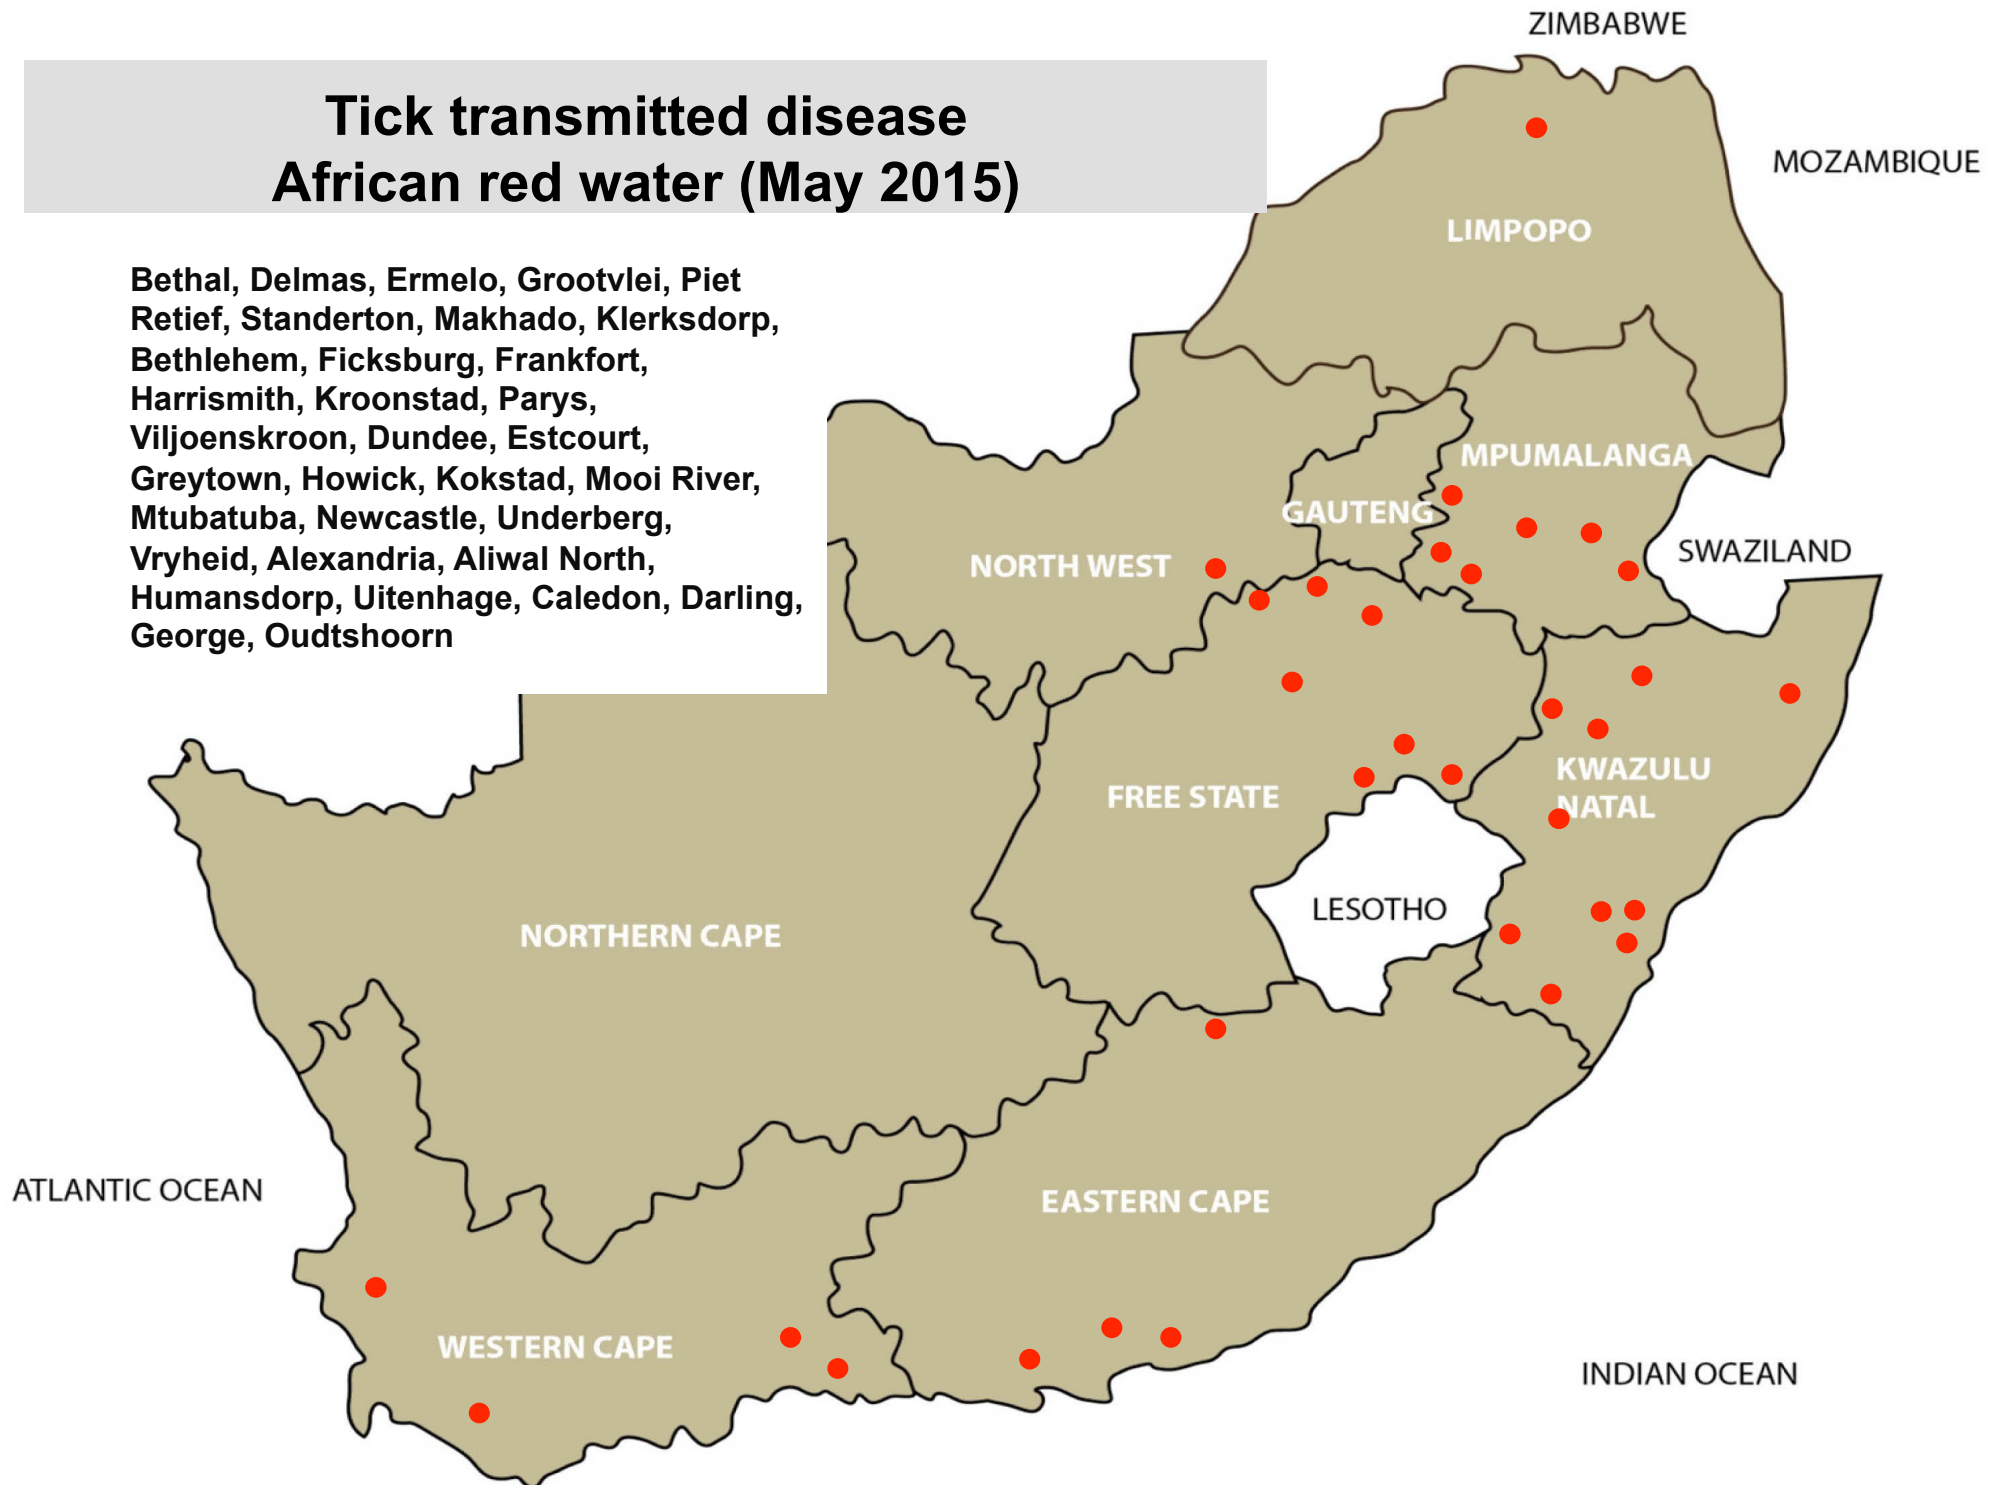 ZIMBABWE
Tick transmitted disease
African red water (May 2015)
MOZAMBIQUE
LIMPOPO
Bethal, Delmas, Ermelo, Grootvlei, Piet
Retief, Standerton, Makhado, Klerksdorp,
Bethlehem, Ficksburg, Frankfort,
Harrismith, Kroonstad, Parys,
Viljoenskroon, Dundee, Estcourt,
Greytown, Howick, Kokstad, Mooi River,
Mtubatuba, Newcastle, Underberg,
Vryheid, Alexandria, Aliwal North,
Humansdorp, Uitenhage, Caledon, Darling,
George, Oudtshoorn
MPUMALANGA
GAUTENG
SWAZILAND
NORTH WEST
KWAZULU
NATAL
FREE STATE
LESOTHO
NORTHERN CAPE
ATLANTIC OCEAN
EASTERN CAPE
WESTERN CAPE
INDIAN OCEAN